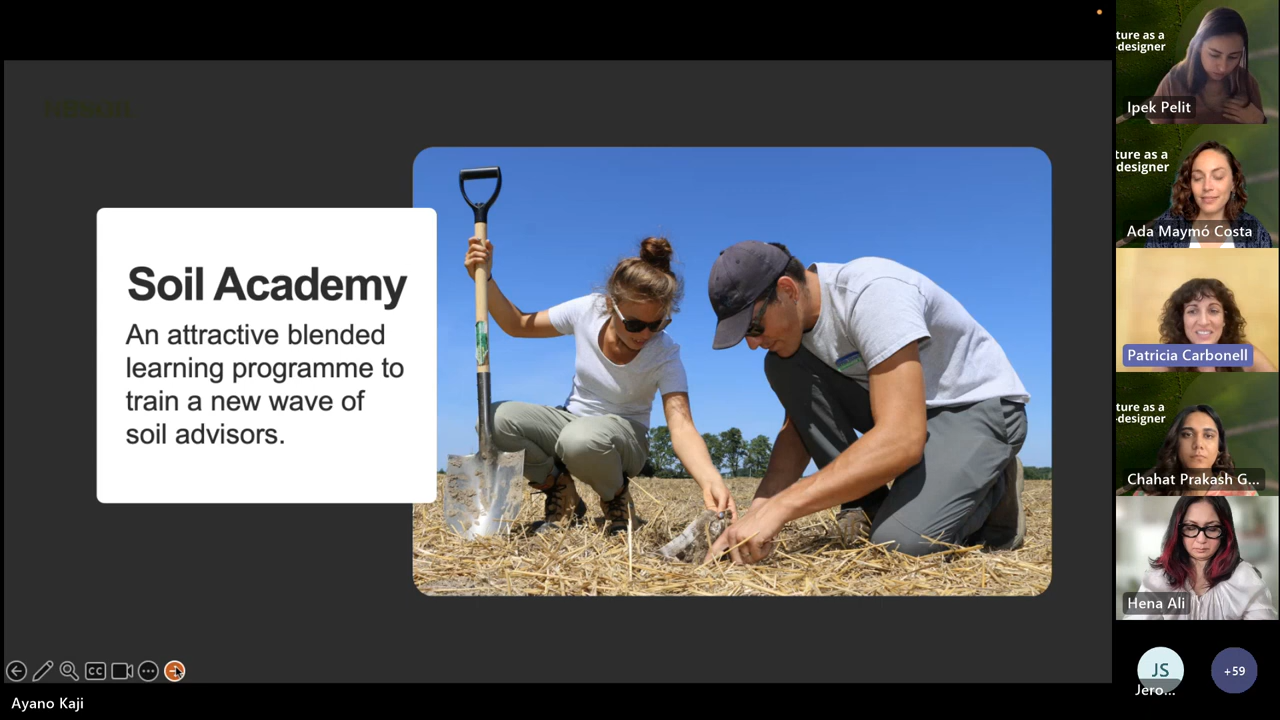 Soil Academy
An attractive blended
learning programme to
train a new wave of
soil advisors.
CC
Ayano Kaji
ture as a
-designer
Ipek Pelit
ture as a
designer
Ada Maymó Costa
Patricia Carbonell
ture as a
-designer
Chahat Prakash G...
Hena Ali
JS
Jero...
+59